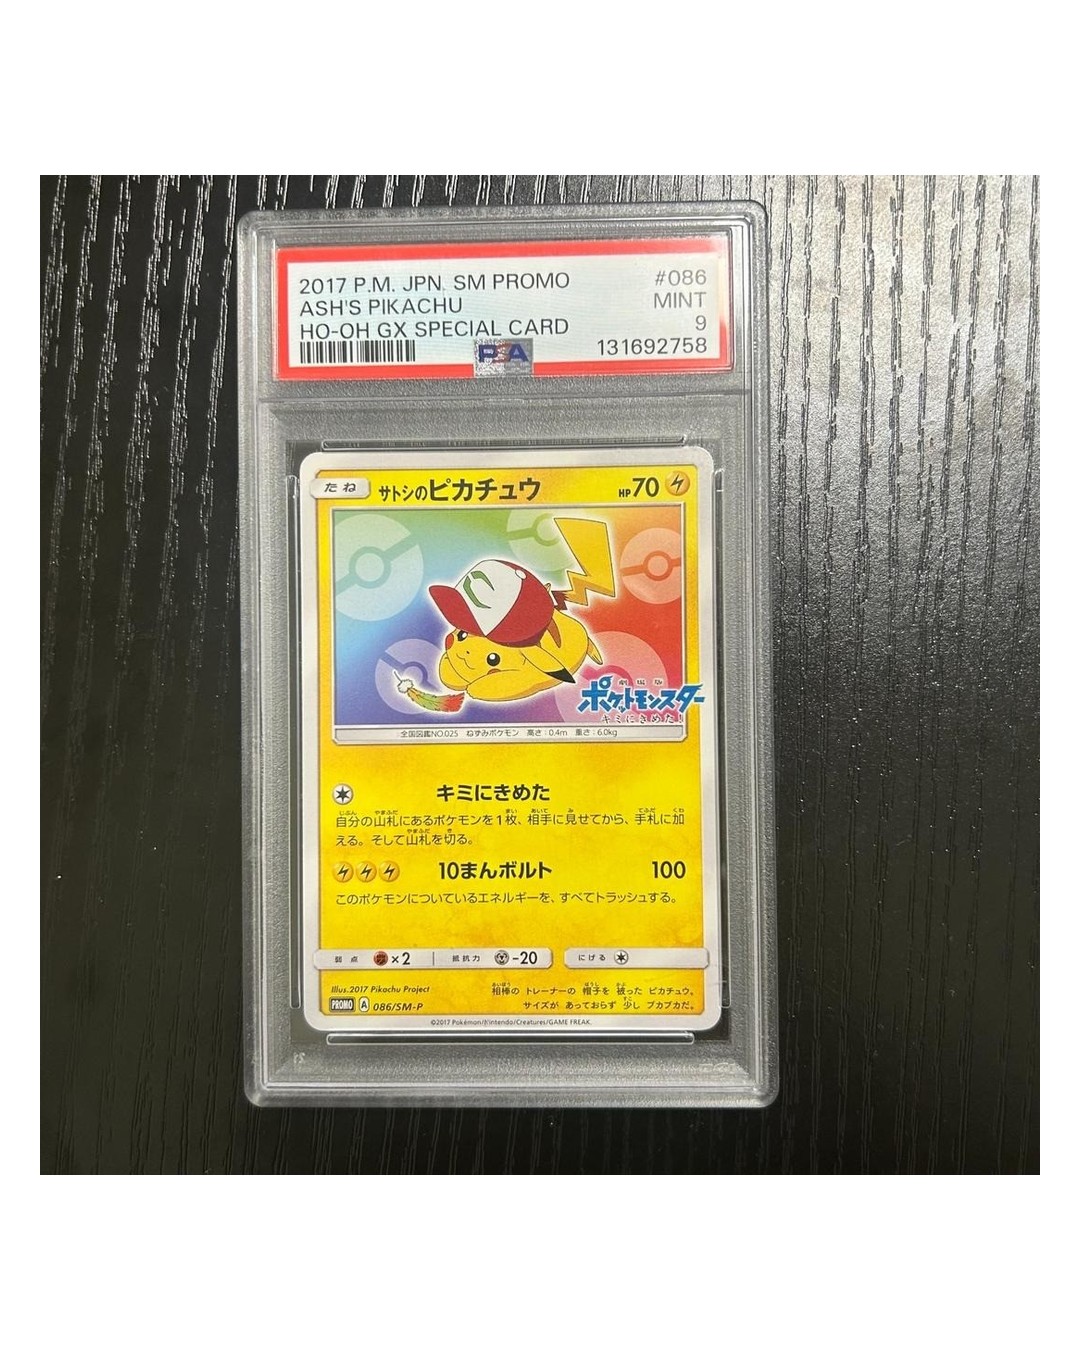 2017 P.M. JPN. SM PROMO #086
ASH'S PIKACHU MINT
HO-OH GX SPECIAL CARD 9
PSA 131692758
たね サトシのピカチュウ HP70
劇場版
ポケットモンスター
キミにきめた!
全国図鑑NO.025 ねずみポケモン 高さ:0.4m 重さ:6.0kg
キミにきめた
自分の山札にあるポケモンを1枚、相手に見せてから、手札に加
える。そして山札を切る。
10まんボルト 100
このポケモンについているエネルギーを、すべてトラッシュする。
弱点 ×2 抵抗力 -20 にげる
Illus.2017 Pikachu Project
相棒の トレーナーの 帽子を 被った ピカチュウ。
サイズが あっておらず 少し ブカブカだ。
PROMO A 086/SM-P
©2017 Pokémon/Nintendo/Creatures/GAME FREAK.